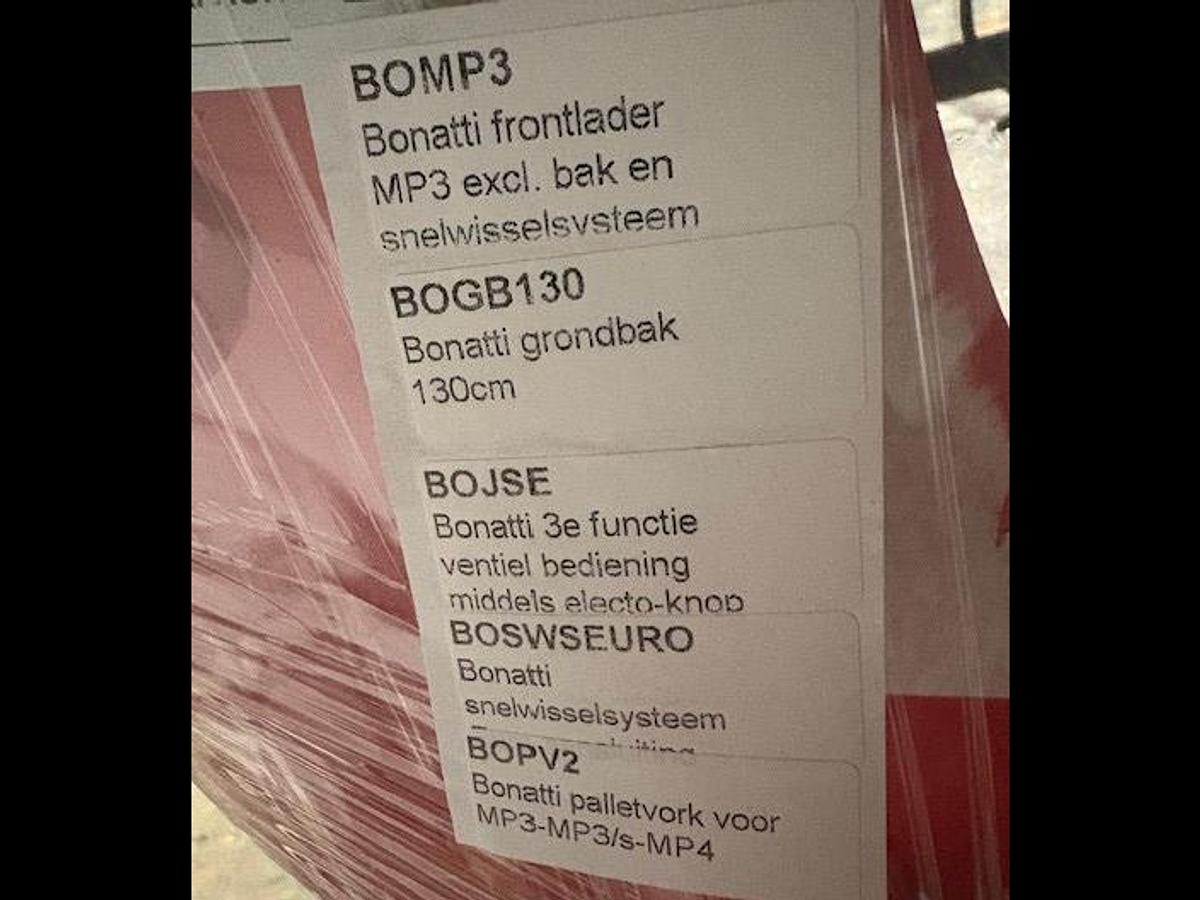 BOMP3
Bonatti frontlader
MP3 excl. bak en
snelwisselsysteem
BOGB130
Bonatti grondbak
130cm
BOJSE
Bonatti 3e functie
ventiel bediening
middels electo-knop
BOSWSEURO
Bonatti
snelwisselsysteem
BOPV2
Bonatti palletvork voor
MP3-MP3/s-MP4